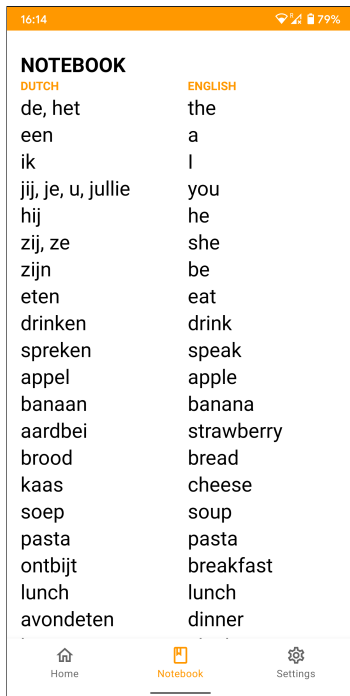 16:14 79%
NOTEBOOK
DUTCH ENGLISH
de, het the
een a
ik I
jij, je, u, jullie you
hij he
zij, ze she
zijn be
eten eat
drinken drink
spreken speak
appel apple
banaan banana
aardbei strawberry
brood bread
kaas cheese
soep soup
pasta pasta
ontbijt breakfast
lunch lunch
avondeten dinner
Home Notebook Settings